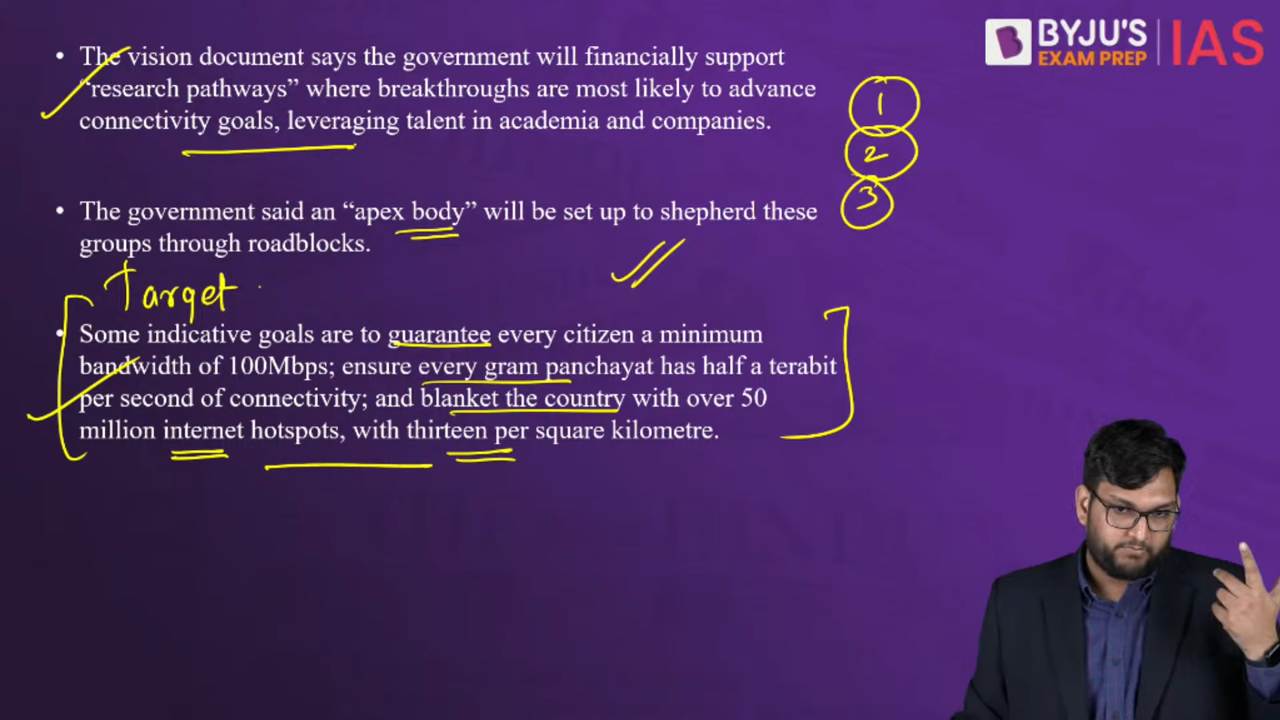 BYJU'S
EXAM PREP
IAS
• The vision document says the government will financially support
"research pathways" where breakthroughs are most likely to advance
connectivity goals, leveraging talent in academia and companies.
1
2
3
• The government said an "apex body" will be set up to shepherd these
groups through roadblocks.
Target
• Some indicative goals are to guarantee every citizen a minimum
bandwidth of 100Mbps; ensure every gram panchayat has half a terabit
per second of connectivity; and blanket the country with over 50
million internet hotspots, with thirteen per square kilometre.